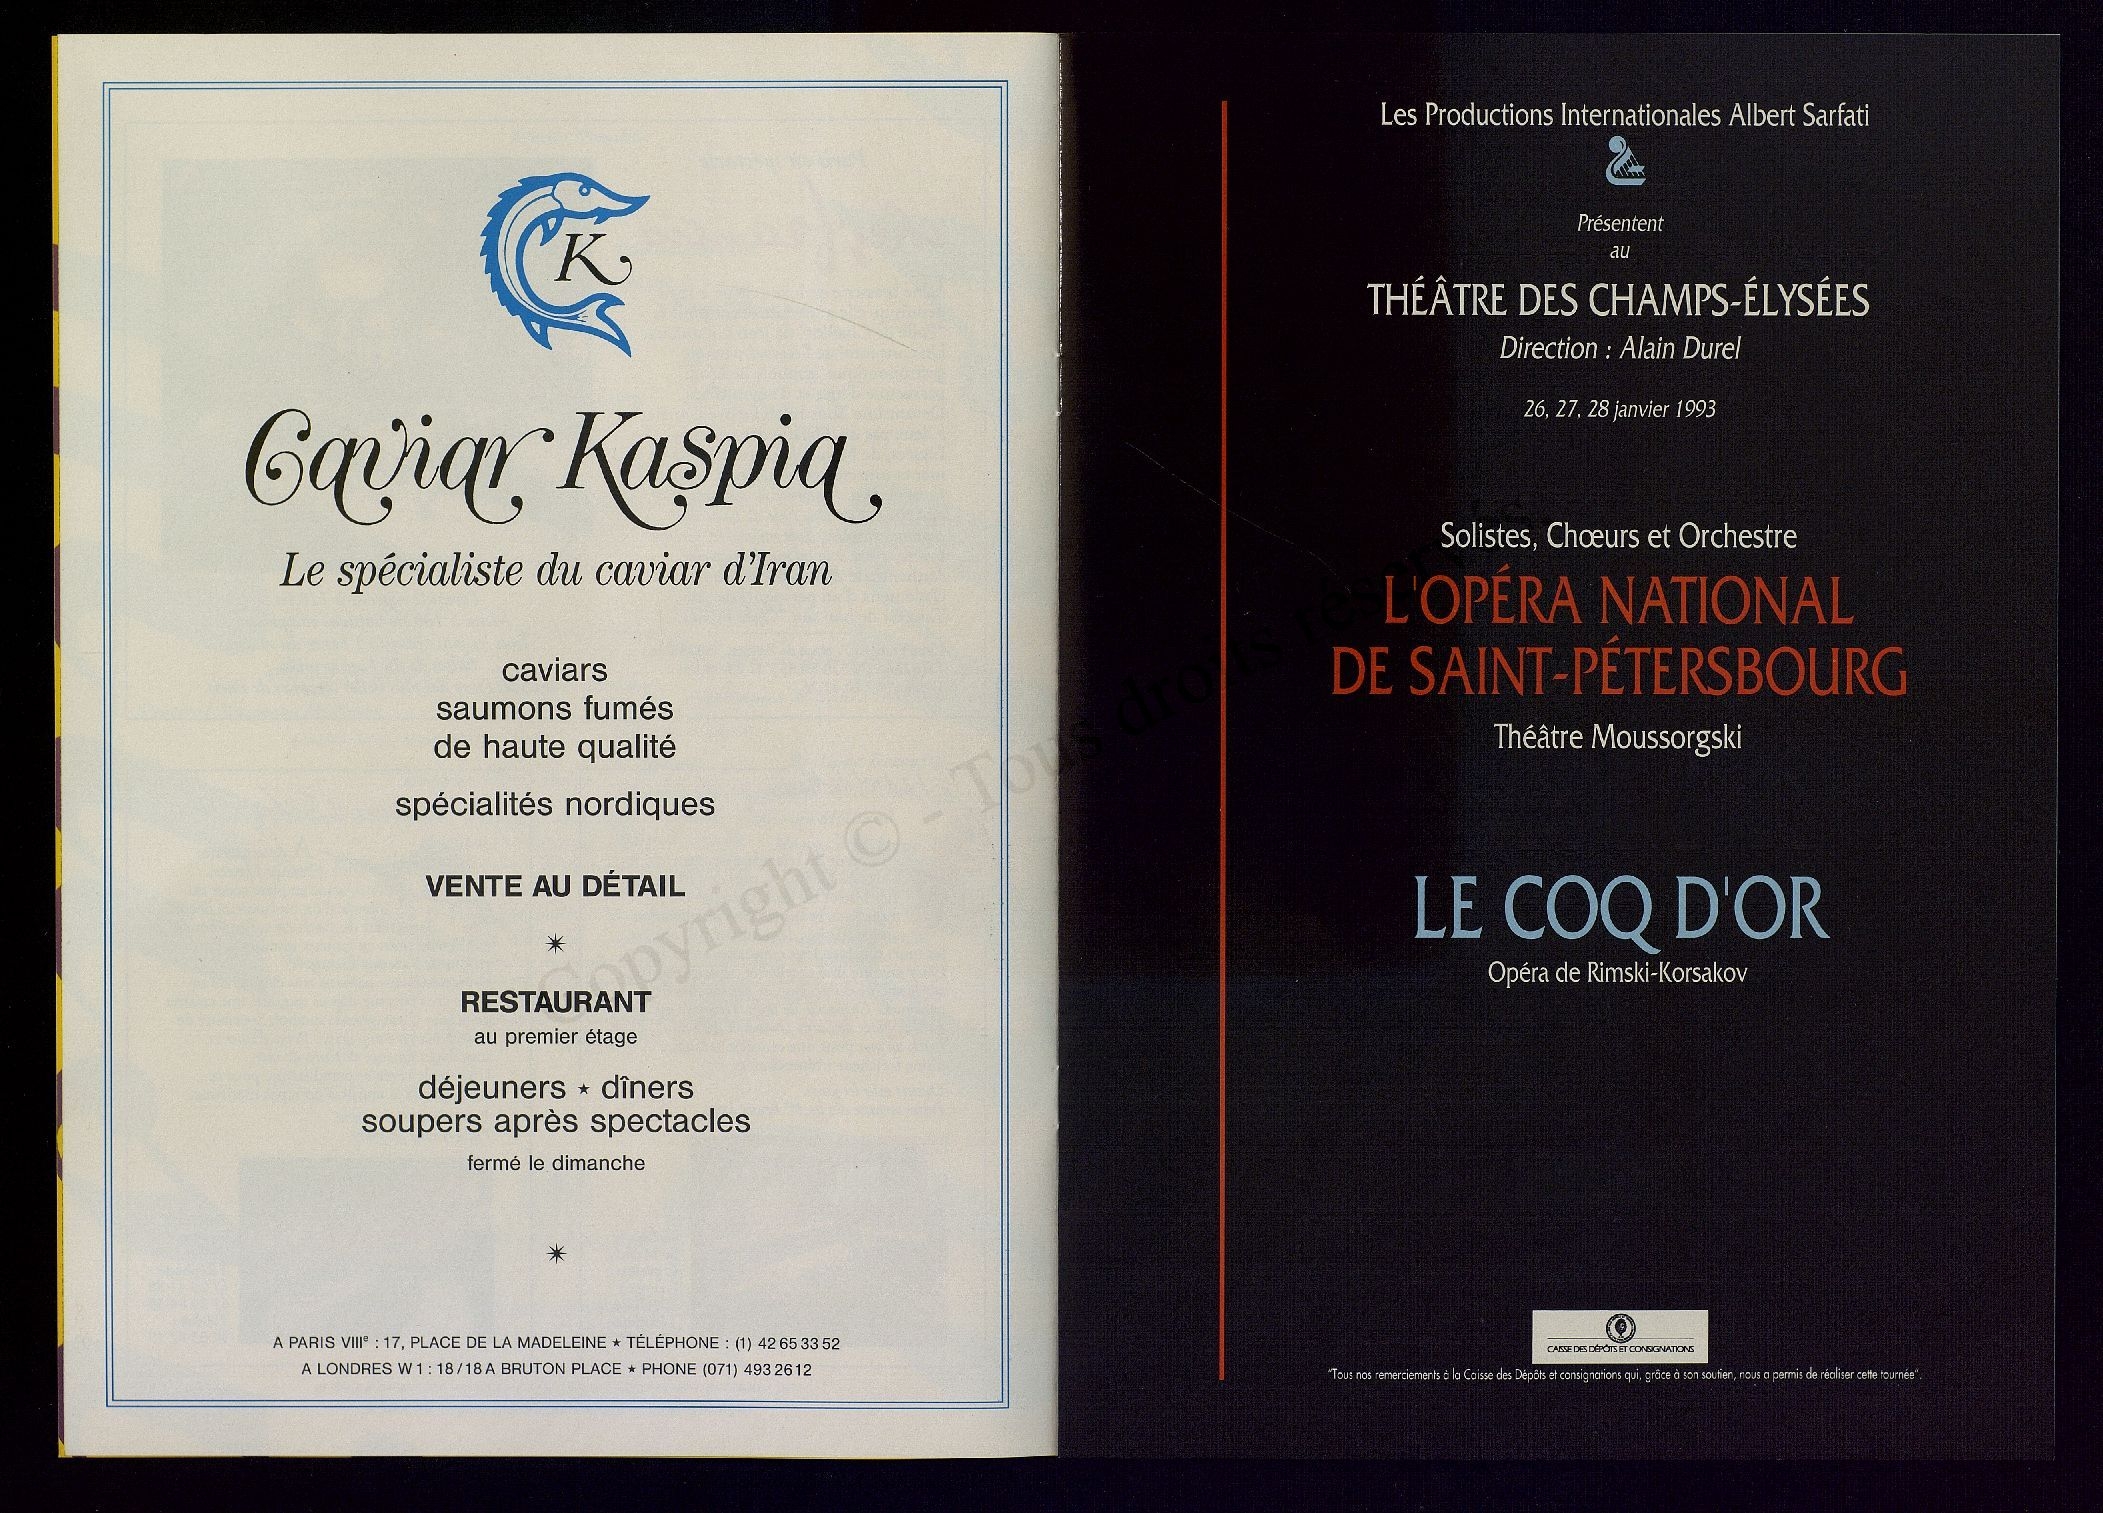 K
Caviar Kaspia
Le spécialiste du caviar d'Iran
caviars
saumons fumés
de haute qualité
spécialités nordiques
VENTE AU DÉTAIL
RESTAURANT
au premier étage
déjeuners ★ dîners
soupers après spectacles
fermé le dimanche
A PARIS VIIIe : 17, PLACE DE LA MADELEINE ★ TÉLÉPHONE : (1) 42 65 33 52
A LONDRES W 1 : 18 / 18 A BRUTON PLACE ★ PHONE (071) 493 26 12
Les Productions Internationales Albert Sarfati
Présentent
au
THÉÂTRE DES CHAMPS-ÉLYSÉES
Direction : Alain Durel
26, 27, 28 janvier 1993
Solistes, Chœurs et Orchestre
L'OPÉRA NATIONAL
DE SAINT-PÉTERSBOURG
Théâtre Moussorgski
LE COQ D'OR
Opéra de Rimski-Korsakov
CAISSE DES DÉPÔTS ET CONSIGNATIONS
"Tous nos remerciements à la Caisse des Dépôts et consignations qui, grâce à son soutien, nous a permis de réaliser cette tournée".
Copyright © - Tous droits réservés